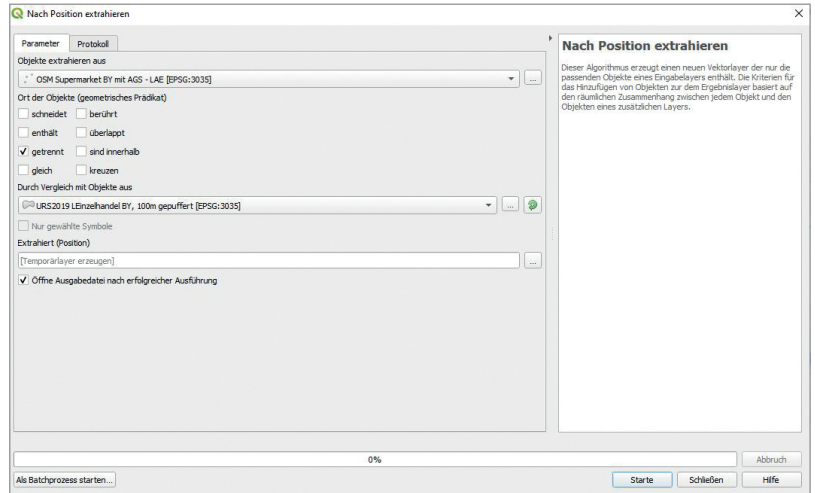 Nach Position extrahieren
Parameter Protokoll
Objekte extrahieren aus
OSM Supermarket BY mit AGS - LAE [EPSG:3035]
...
Ort der Objekte (geometrisches Prädikat)
schneidet berührt
enthält überlappt
getrennt sind innerhalb
gleich kreuzen
Durch Vergleich mit Objekte aus
URS2019 LEinzelhandel BY, 100m gepuffert [EPSG:3035]
...
Nur gewählte Symbole
Extrahiert (Position)
[Temporärlayer erzeugen]
...
Öffne Ausgabedatei nach erfolgreicher Ausführung
Nach Position extrahieren
Dieser Algorithmus erzeugt einen neuen Vektorlayer der nur die
passenden Objekte eines Eingabelayers enthält. Die Kriterien für
das Hinzufügen von Objekten zur dem Ergebnislayer basiert auf
den räumlichen Zusammenhang zwischen jedem Objekt und den
Objekten eines zusätzlichen Layers.
0%
Abbruch
Als Batchprozess starten...
Starte Schließen Hilfe